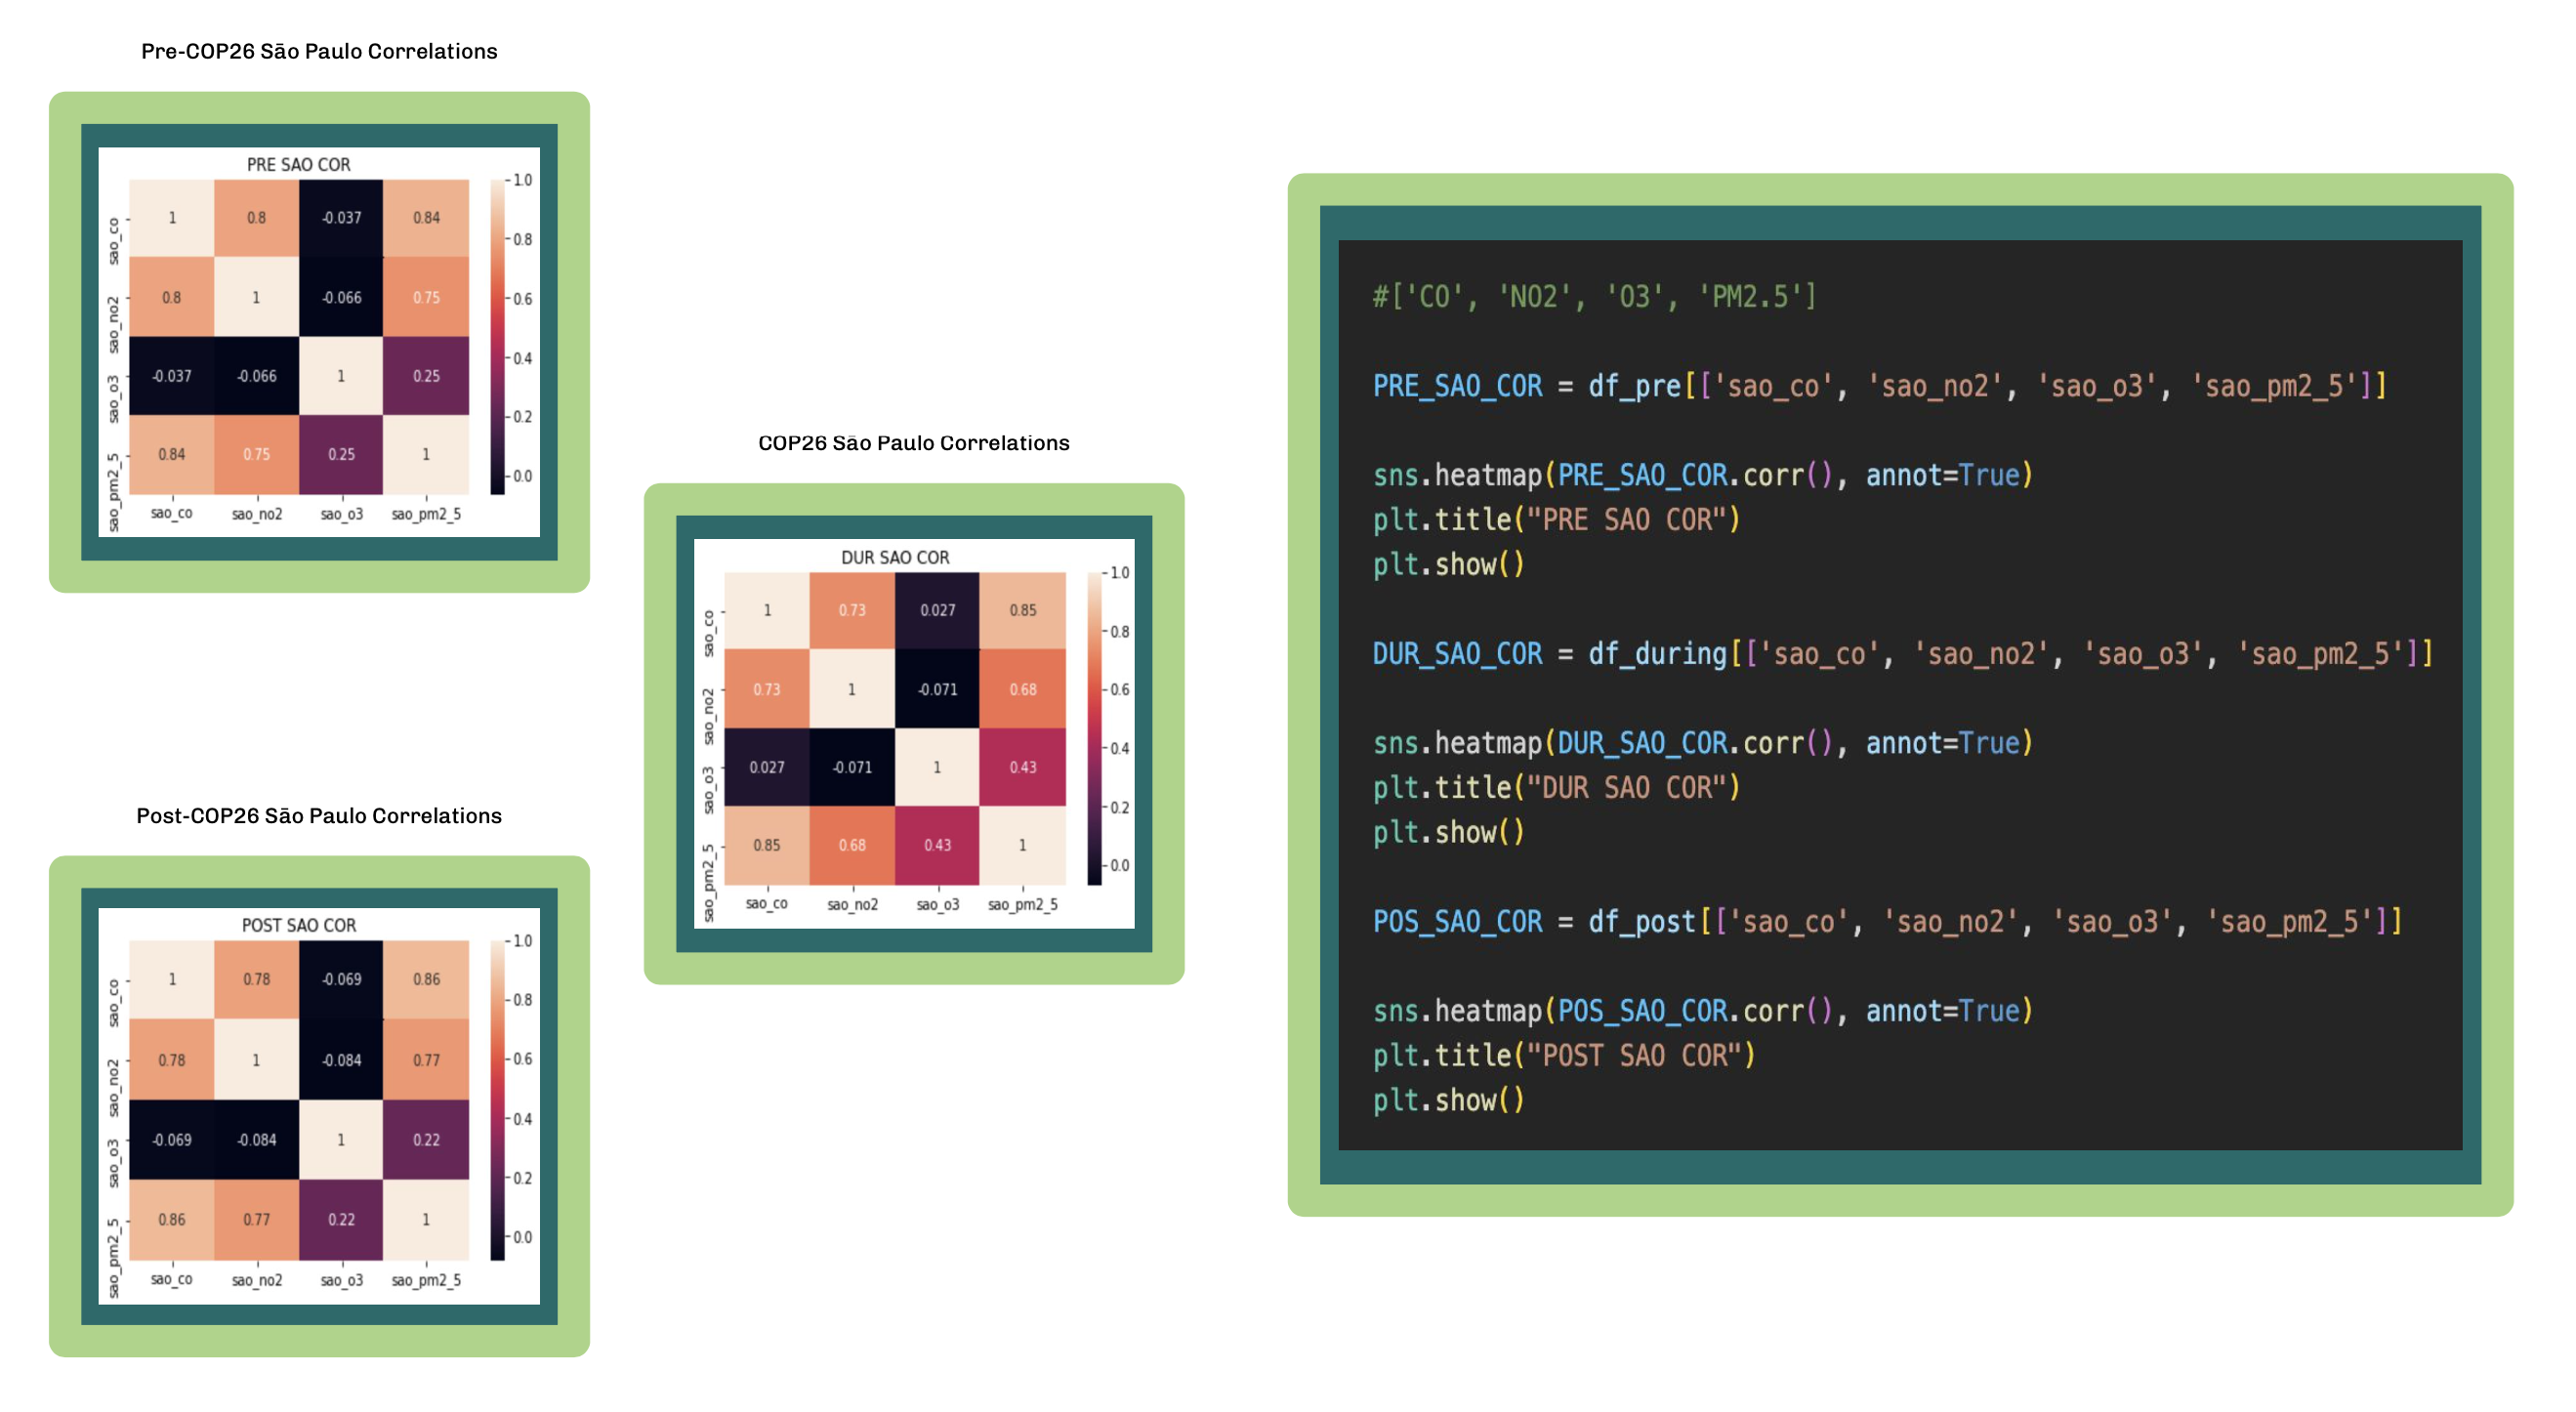 Pre-COP26 São Paulo Correlations
PRE SAO COR
1 0.8 -0.037 0.84
0.8 1 -0.066 0.75
-0.037 -0.066 1 0.25
0.84 0.75 0.25 1
sao_co
sao_no2
sao_o3
sao_pm2_5
sao_co sao_no2 sao_o3 sao_pm2_5
1.0
0.8
0.6
0.4
0.2
0.0
COP26 São Paulo Correlations
DUR SAO COR
1 0.73 0.027 0.85
0.73 1 -0.071 0.68
0.027 -0.071 1 0.43
0.85 0.68 0.43 1
sao_co
sao_no2
sao_o3
sao_pm2_5
sao_co sao_no2 sao_o3 sao_pm2_5
1.0
0.8
0.6
0.4
0.2
0.0
Post-COP26 São Paulo Correlations
POST SAO COR
1 0.78 -0.069 0.86
0.78 1 -0.084 0.77
-0.069 -0.084 1 0.22
0.86 0.77 0.22 1
sao_co
sao_no2
sao_o3
sao_pm2_5
sao_co sao_no2 sao_o3 sao_pm2_5
1.0
0.8
0.6
0.4
0.2
0.0
#['CO', 'NO2', 'O3', 'PM2.5']
PRE_SAO_COR = df_pre[['sao_co', 'sao_no2', 'sao_o3', 'sao_pm2_5']]
sns.heatmap(PRE_SAO_COR.corr(), annot=True)
plt.title("PRE SAO COR")
plt.show()
DUR_SAO_COR = df_during[['sao_co', 'sao_no2', 'sao_o3', 'sao_pm2_5']]
sns.heatmap(DUR_SAO_COR.corr(), annot=True)
plt.title("DUR SAO COR")
plt.show()
POS_SAO_COR = df_post[['sao_co', 'sao_no2', 'sao_o3', 'sao_pm2_5']]
sns.heatmap(POS_SAO_COR.corr(), annot=True)
plt.title("POST SAO COR")
plt.show()